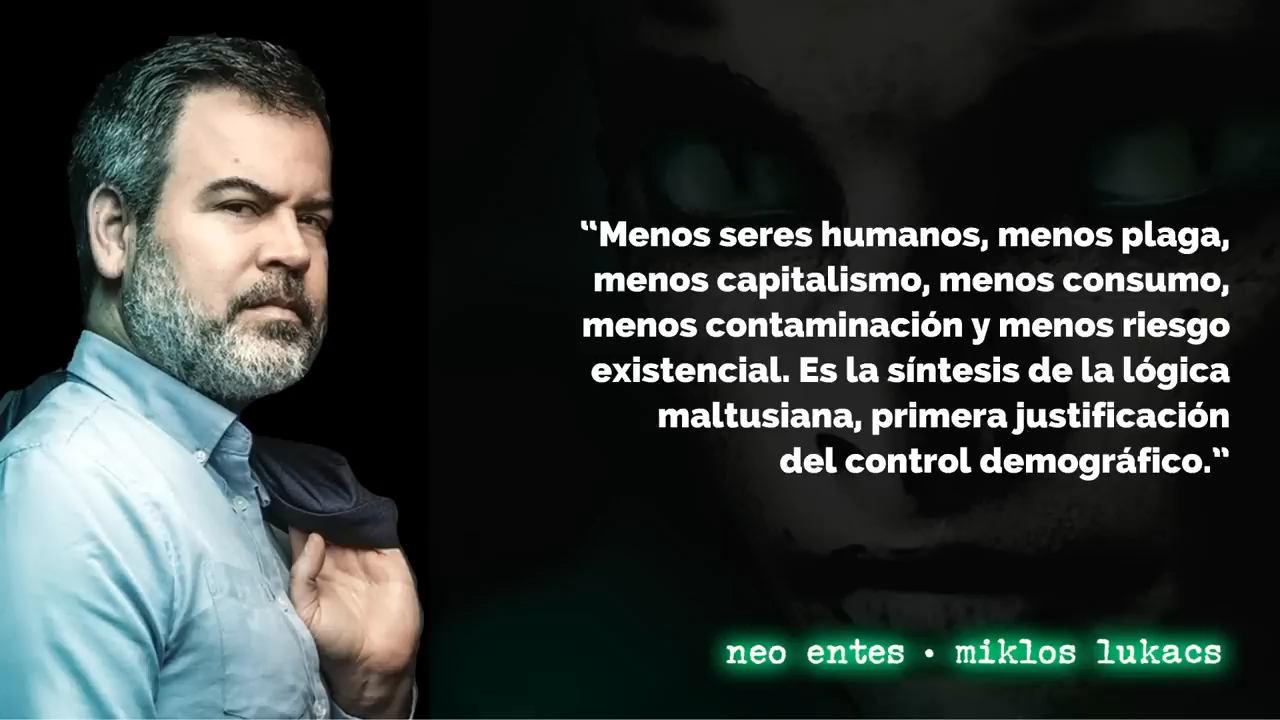 “Menos seres humanos, menos plaga,
menos capitalismo, menos consumo,
menos contaminación y menos riesgo
existencial. Es la síntesis de la lógica
maltusiana, primera justificación
del control demográfico.”
neo entes · miklos lukacs